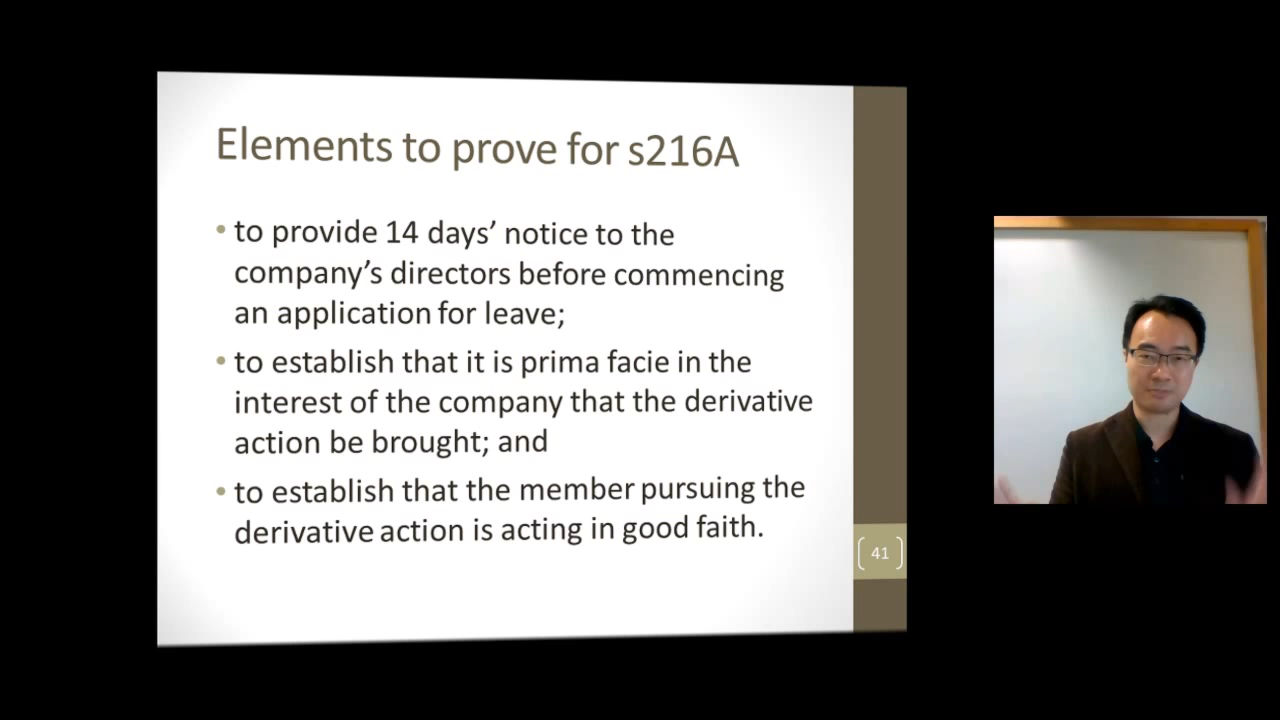 Elements to prove for s216A
• to provide 14 days’ notice to the
company’s directors before commencing
an application for leave;
• to establish that it is prima facie in the
interest of the company that the derivative
action be brought; and
• to establish that the member pursuing the
derivative action is acting in good faith.
41